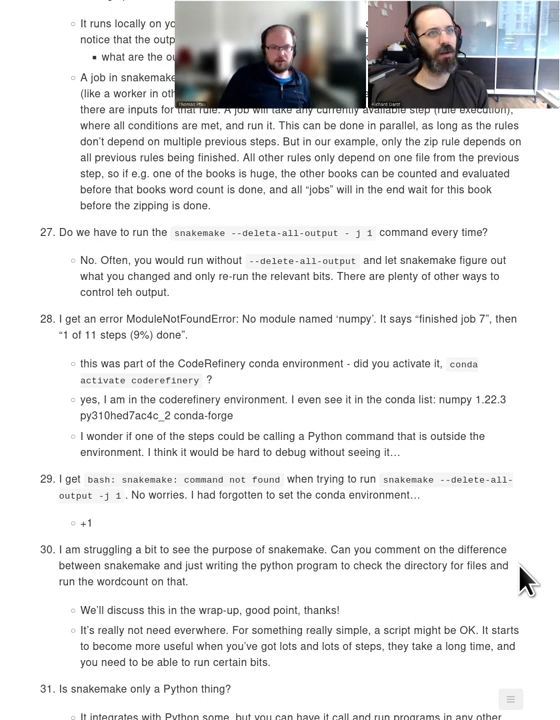 It runs locally on yo
notice that the outp
what are the ou
A job in snakemake
(like a worker in oth
there are inputs for that rule. A job will take any currently available step (rule execution),
where all conditions are met, and run it. This can be done in parallel, as long as the rules
don't depend on multiple previous steps. But in our example, only the zip rule depends on
all previous rules being finished. All other rules only depend on one file from the previous
step, so if e.g. one of the books is huge, the other books can be counted and evaluated
before that books word count is done, and all “jobs” will in the end wait for this book
before the zipping is done.
27. Do we have to run the snakemake --deleta-all-output - j 1 command every time?
No. Often, you would run without --delete-all-output and let snakemake figure out
what you changed and only re-run the relevant bits. There are plenty of other ways to
control teh output.
28. I get an error ModuleNotFoundError: No module named ‘numpy’. It says “finished job 7”, then
“1 of 11 steps (9%) done”.
this was part of the CodeRefinery conda environment - did you activate it, conda
activate coderefinery ?
yes, I am in the coderefinery environment. I even see it in the conda list: numpy 1.22.3
py310hed7ac4c_2 conda-forge
I wonder if one of the steps could be calling a Python command that is outside the
environment. I think it would be hard to debug without seeing it…
29. I get bash: snakemake: command not found when trying to run snakemake --delete-all-
output -j 1 . No worries. I had forgotten to set the conda environment…
+1
30. I am struggling a bit to see the purpose of snakemake. Can you comment on the difference
between snakemake and just writing the python program to check the directory for files and
run the wordcount on that.
We'll discuss this in the wrap-up, good point, thanks!
It's really not need everwhere. For something really simple, a script might be OK. It starts
to become more useful when you've got lots and lots of steps, they take a long time, and
you need to be able to run certain bits.
31. Is snakemake only a Python thing?
It integrates with Python some, but you can have it call and run programs in any other